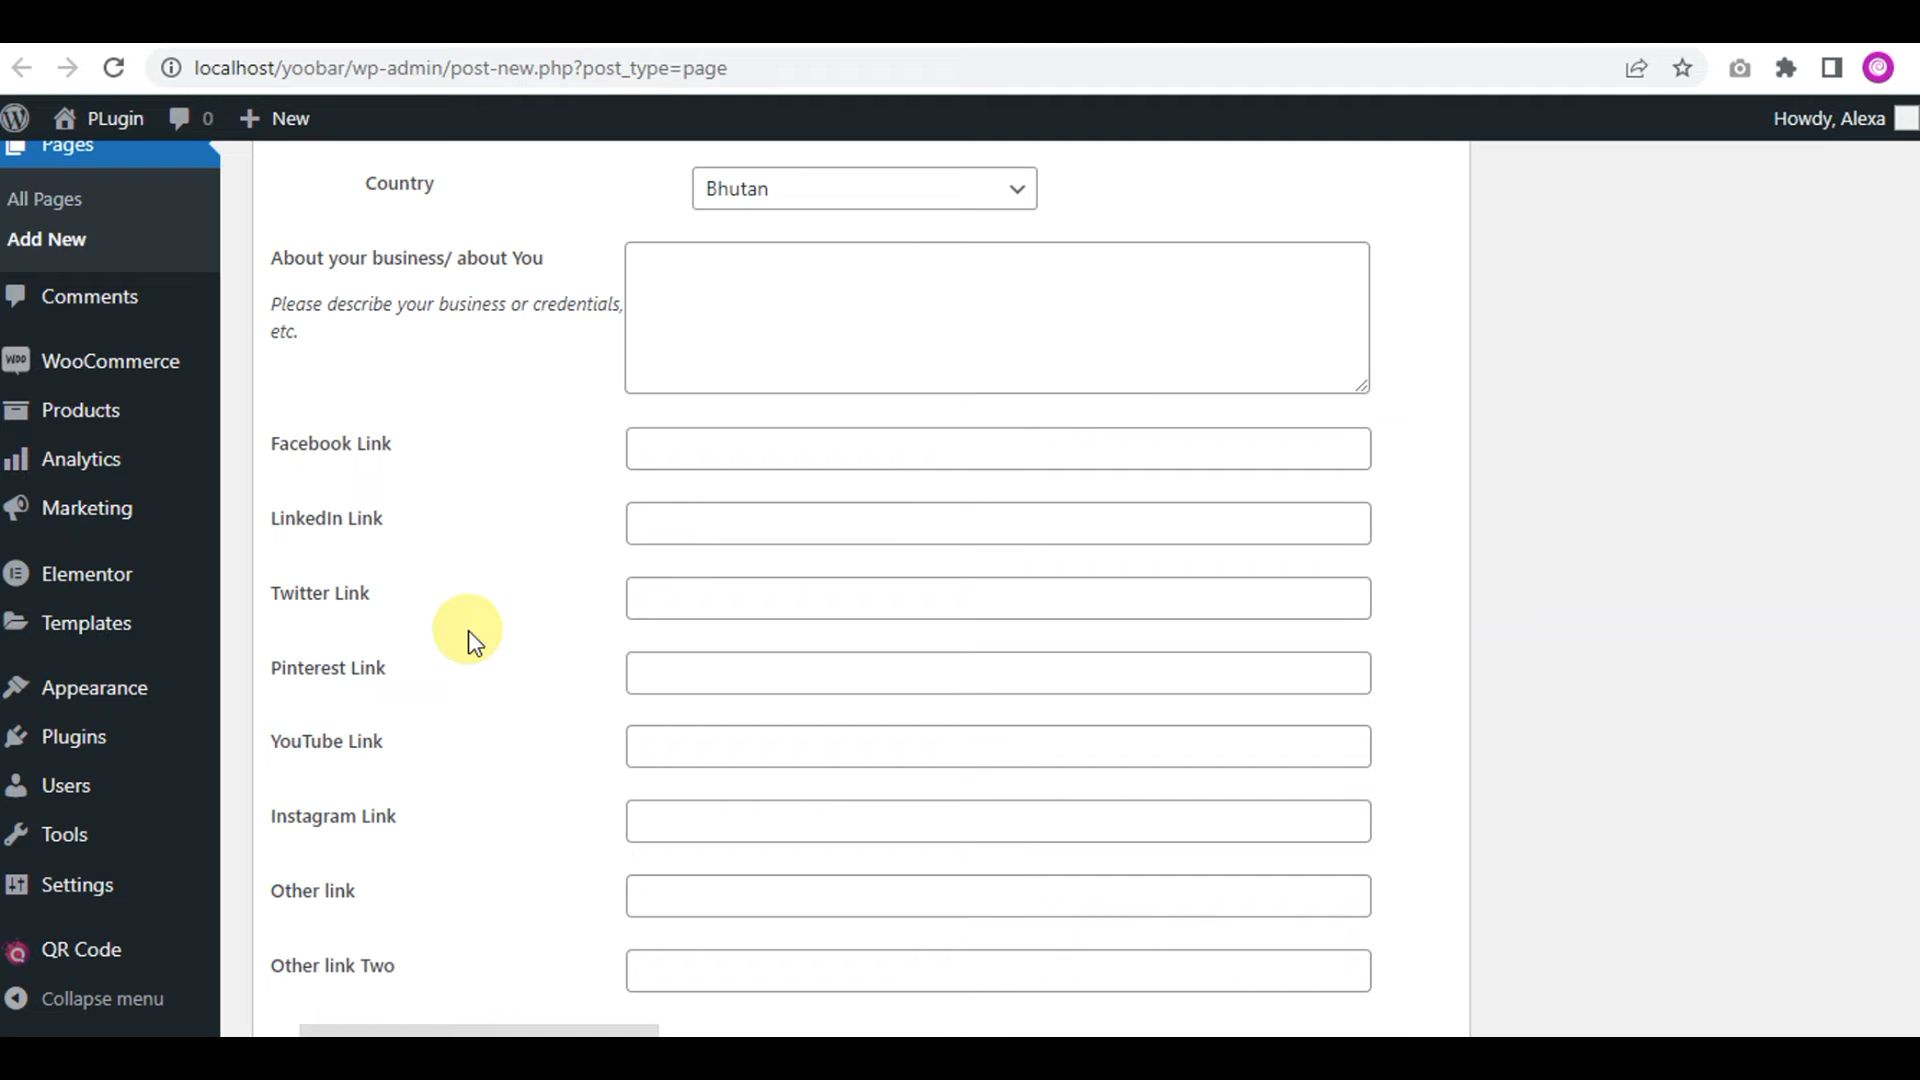 localhost/yoobar/wp-admin/post-new.php?post_type=page
PLugin
0
New
Howdy, Alexa
Pages
All Pages
Add New
Comments
WOO
WooCommerce
Products
Analytics
Marketing
Elementor
Templates
Appearance
Plugins
Users
Tools
Settings
QR Code
Collapse menu
Country
Bhutan
About your business/ about You
Please describe your business or credentials,
etc.
Facebook Link
LinkedIn Link
Twitter Link
Pinterest Link
YouTube Link
Instagram Link
Other link
Other link Two